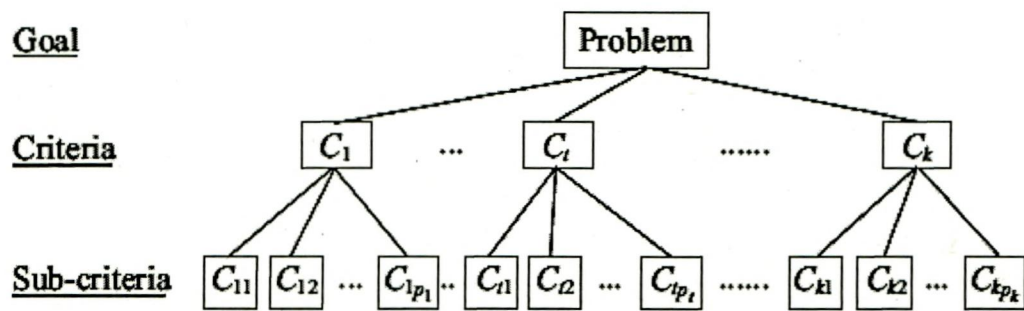 Goal Problem
Criteria C₁ ... Cₜ ...... Cₖ
Sub-criteria C₁₁ C₁₂ ... C₁ₚ₁ .. Cₜ₁ Cₜ₂ ... Cₜₚₜ ...... Cₖ₁ Cₖ₂ ... Cₖₚₖ